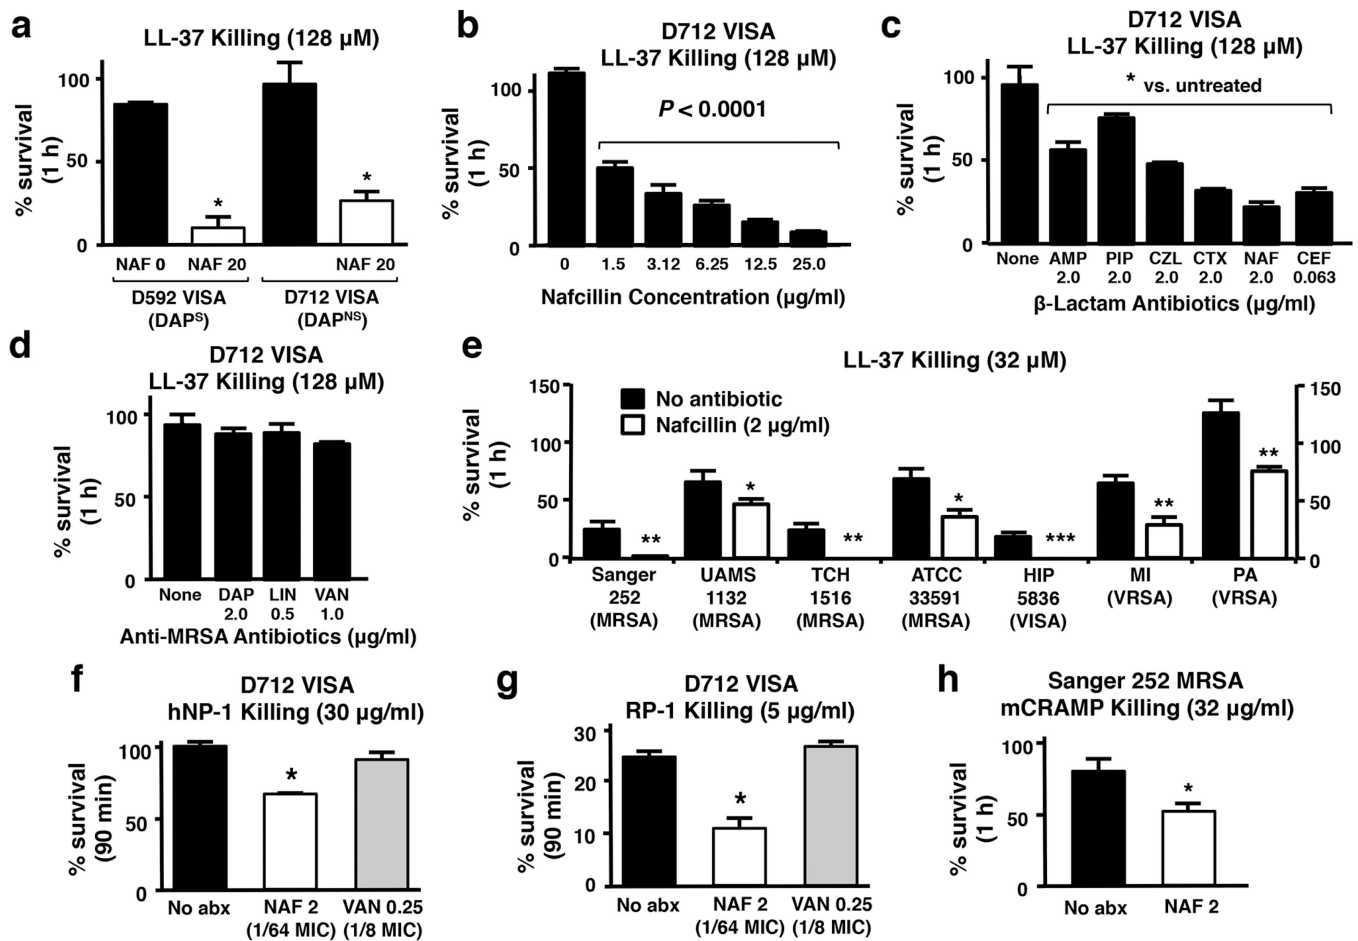 a
LL-37 Killing (128 µM)
% survival
(1 h)
100
50
0
*
*
NAF 0 NAF 20 NAF 20
D592 VISA
(DAPS)
D712 VISA
(DAPNS)
b
D712 VISA
LL-37 Killing (128 µM)
P < 0.0001
% survival
(1 h)
100
50
0
0 1.5 3.12 6.25 12.5 25.0
Nafcillin Concentration (µg/ml)
c
D712 VISA
LL-37 Killing (128 µM)
* vs. untreated
% survival
(1 h)
100
50
0
None AMP PIP CZL CTX NAF CEF
2.0 2.0 2.0 2.0 2.0 0.063
β-Lactam Antibiotics (µg/ml)
d
D712 VISA
LL-37 Killing (128 µM)
% survival
(1 h)
100
50
0
None DAP LIN VAN
2.0 0.5 1.0
Anti-MRSA Antibiotics (µg/ml)
e
LL-37 Killing (32 µM)
No antibiotic
Nafcillin (2 µg/ml)
% survival
(1 h)
150
100
50
0
150
100
50
0
** * ** * *** ** **
Sanger UAMS TCH ATCC HIP MI PA
252 1132 1516 33591 5836 (VRSA) (VRSA)
(MRSA) (MRSA) (MRSA) (MRSA) (VISA)
f
D712 VISA
hNP-1 Killing (30 µg/ml)
% survival
(90 min)
100
50
0
*
No abx NAF 2 VAN 0.25
(1/64 MIC) (1/8 MIC)
g
D712 VISA
RP-1 Killing (5 µg/ml)
% survival
(90 min)
30
20
10
0
*
No abx NAF 2 VAN 0.25
(1/64 MIC) (1/8 MIC)
h
Sanger 252 MRSA
mCRAMP Killing (32 µg/ml)
% survival
(1 h)
100
50
0
*
No abx NAF 2